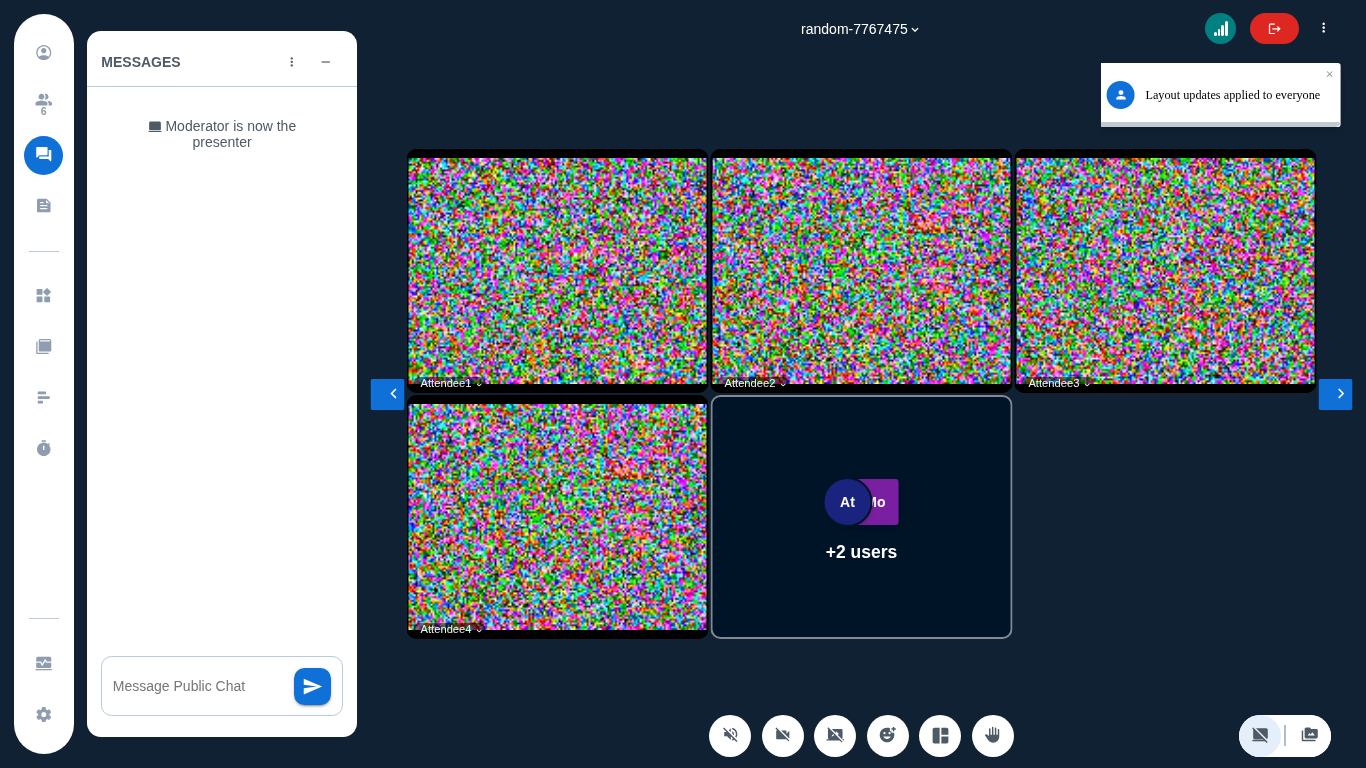 random-7767475
MESSAGES
Layout updates applied to everyone
6
Moderator is now the
presenter
Attendee1
Attendee2
Attendee3
Attendee4
At
Mo
+2 users
Message Public Chat